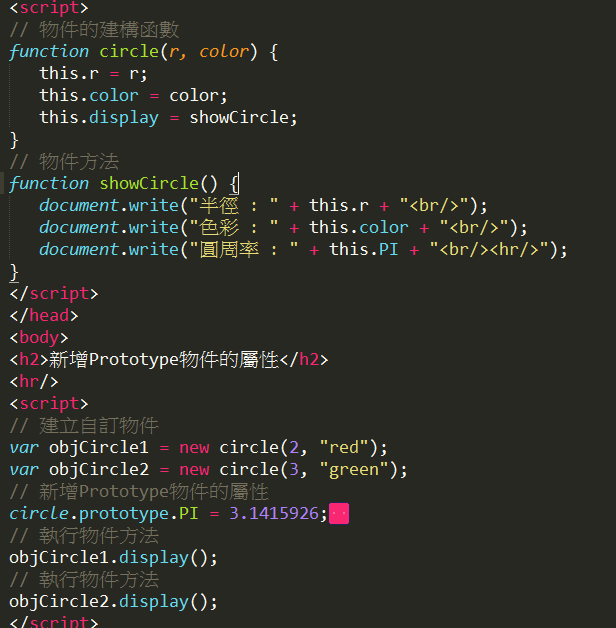 <script>
// 物件的建構函數
function circle(r, color) {
   this.r = r;
   this.color = color;
   this.display = showCircle;
}
// 物件方法
function showCircle() {
   document.write("半徑 : " + this.r + "<br/>");
   document.write("色彩 : " + this.color + "<br/>");
   document.write("圓周率 : " + this.PI + "<br/><hr/>");
}
</script>
</head>
<body>
<h2>新增Prototype物件的屬性</h2>
<hr/>
<script>
// 建立自訂物件
var objCircle1 = new circle(2, "red");
var objCircle2 = new circle(3, "green");
// 新增Prototype物件的屬性
circle.prototype.PI = 3.1415926;
// 執行物件方法
objCircle1.display();
// 執行物件方法
objCircle2.display();
</script>